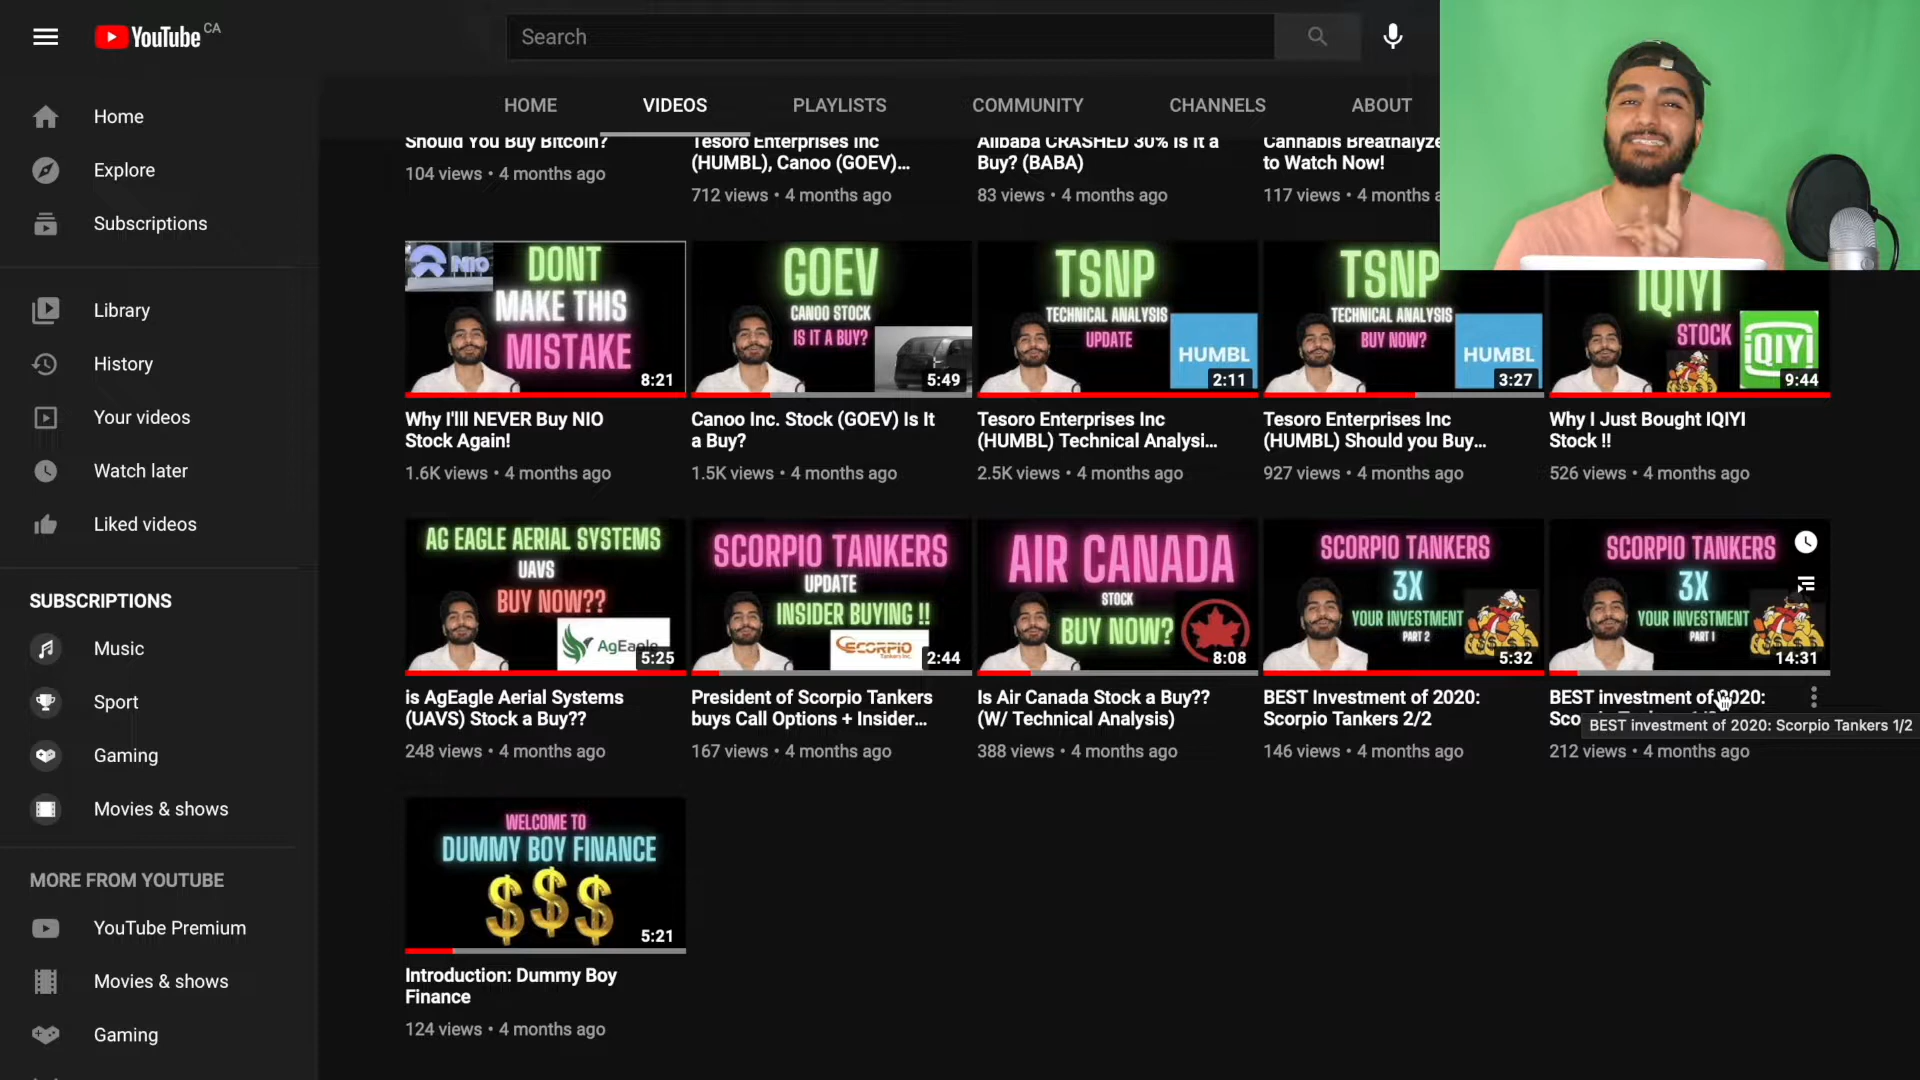 YouTube CA
Search
HOME
VIDEOS
PLAYLISTS
COMMUNITY
CHANNELS
ABOUT
Home
Explore
Subscriptions
Library
History
Your videos
Watch later
Liked videos
SUBSCRIPTIONS
Music
Sport
Gaming
Movies & shows
MORE FROM YOUTUBE
YouTube Premium
Movies & shows
Gaming
Should You Buy Bitcoin?
104 views • 4 months ago
Tesoro Enterprises Inc
(HUMBL), Canoo (GOEV)...
712 views • 4 months ago
Alibaba CRASHED 30% Is it a
Buy? (BABA)
83 views • 4 months ago
Cannabis Breathalyze
to Watch Now!
117 views • 4 months a
NIO
DONT
MAKE THIS
MISTAKE
8:21
Why I'lll NEVER Buy NIO
Stock Again!
1.6K views • 4 months ago
GOEV
CANOO STOCK
IS IT A BUY?
5:49
Canoo Inc. Stock (GOEV) Is It
a Buy?
1.5K views • 4 months ago
TSNP
TECHNICAL ANALYSIS
UPDATE
HUMBL
2:11
Tesoro Enterprises Inc
(HUMBL) Technical Analysi...
2.5K views • 4 months ago
TSNP
TECHNICAL ANALYSIS
BUY NOW?
HUMBL
3:27
Tesoro Enterprises Inc
(HUMBL) Should you Buy...
927 views • 4 months ago
IQIYI
STOCK
iQIYI
9:44
Why I Just Bought IQIYI
Stock !!
526 views • 4 months ago
AG EAGLE AERIAL SYSTEMS
UAVS
BUY NOW??
AgEagle
5:25
is AgEagle Aerial Systems
(UAVS) Stock a Buy??
248 views • 4 months ago
SCORPIO TANKERS
UPDATE
INSIDER BUYING !!
SCORPIO
Tankers Inc.
2:44
President of Scorpio Tankers
buys Call Options + Insider...
167 views • 4 months ago
AIR CANADA
STOCK
BUY NOW?
8:08
Is Air Canada Stock a Buy??
(W/ Technical Analysis)
388 views • 4 months ago
SCORPIO TANKERS
3X
YOUR INVESTMENT
PART 2
5:32
BEST Investment of 2020:
Scorpio Tankers 2/2
146 views • 4 months ago
SCORPIO TANKERS
3X
YOUR INVESTMENT
PART 1
14:31
BEST investment of 2020:
Sco
BEST investment of 2020: Scorpio Tankers 1/2
212 views • 4 months ago
WELCOME TO
DUMMY BOY FINANCE
$$$
5:21
Introduction: Dummy Boy
Finance
124 views • 4 months ago